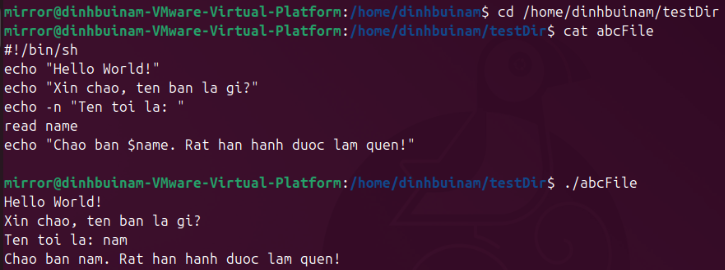 mirror@dinhbuinam-VMware-Virtual-Platform:/home/dinhbuinam$ cd /home/dinhbuinam/testDir
mirror@dinhbuinam-VMware-Virtual-Platform:/home/dinhbuinam/testDir$ cat abcFile
#!/bin/sh
echo "Hello World!"
echo "Xin chao, ten ban la gi?"
echo -n "Ten toi la: "
read name
echo "Chao ban $name. Rat han hanh duoc lam quen!"
mirror@dinhbuinam-VMware-Virtual-Platform:/home/dinhbuinam/testDir$ ./abcFile
Hello World!
Xin chao, ten ban la gi?
Ten toi la: nam
Chao ban nam. Rat han hanh duoc lam quen!